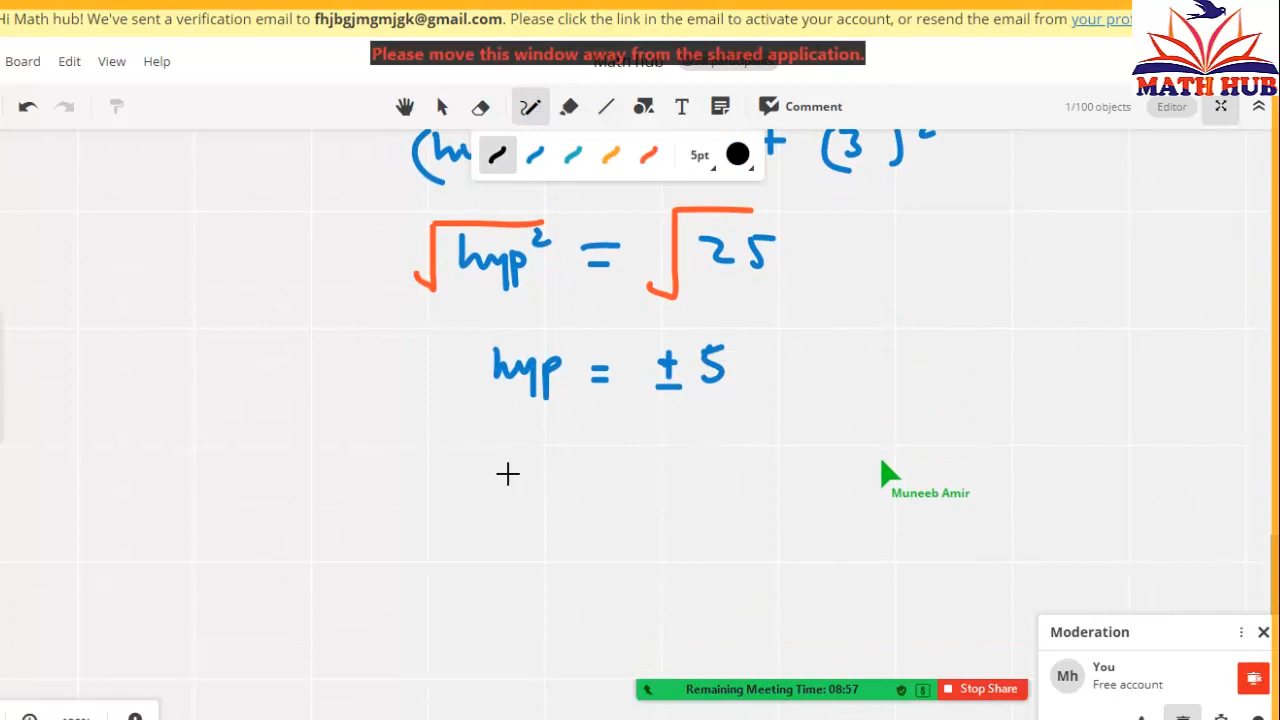 Hi Math hub! We've sent a verification email to fhjbgjmgmjgk@gmail.com. Please click the link in the email to activate your account, or resend the email from your prof
Please move this window away from the shared application.
Board Edit View Help
MATH HUB
Comment
1/100 objects
Editor
5pt
+ (3)²
√hyp² = √25
hyp = ± 5
Muneeb Amir
Moderation
Mh
You
Free account
Remaining Meeting Time: 08:57
Stop Share